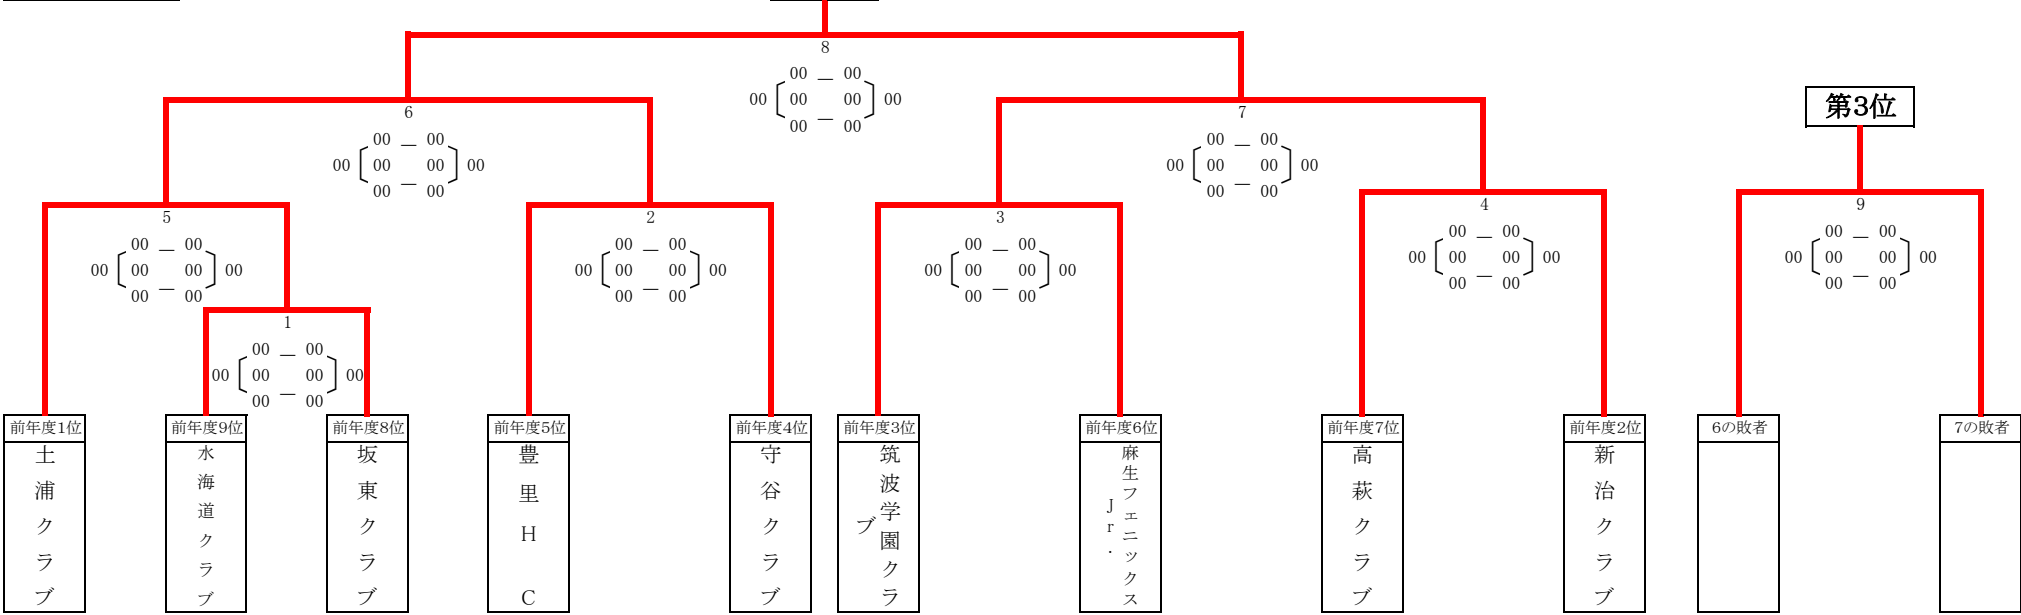 8
00 － 00
00 00 00 00
00 － 00
6
00 － 00
00 00 00 00
00 － 00
7
00 － 00
00 00 00 00
00 － 00
第3位
5
00 － 00
00 00 00 00
00 － 00
2
00 － 00
00 00 00 00
00 － 00
3
00 － 00
00 00 00 00
00 － 00
4
00 － 00
00 00 00 00
00 － 00
9
00 － 00
00 00 00 00
00 － 00
1
00 － 00
00 00 00 00
00 － 00
前年度1位
土浦クラブ
前年度9位
水海道クラブ
前年度8位
坂東クラブ
前年度5位
豊里H C
前年度4位
守谷クラブ
前年度3位
筑波学園クラ
ブ
前年度6位
麻生フェニックス
Jr.
前年度7位
高萩クラブ
前年度2位
新治クラブ
6の敗者
7の敗者